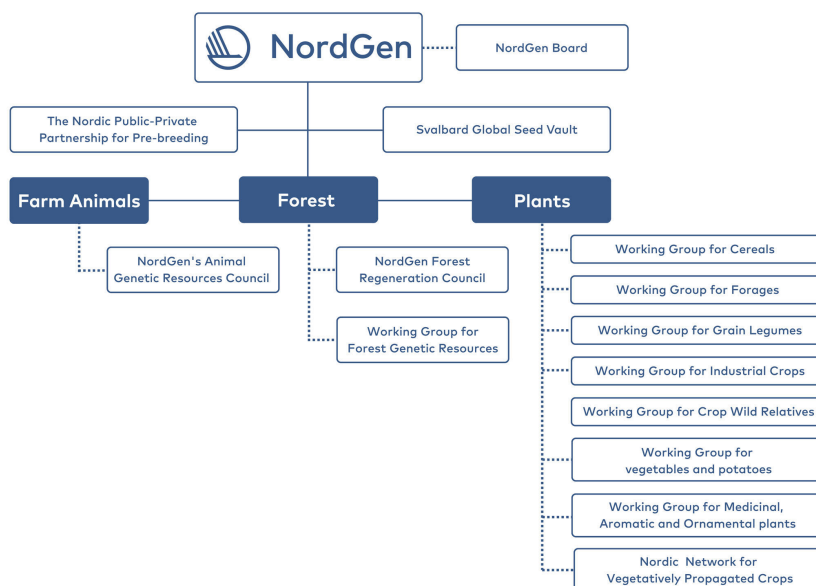 NordGen
NordGen Board
The Nordic Public-Private
Partnership for Pre-breeding
Svalbard Global Seed Vault
Farm Animals
Forest
Plants
NordGen's Animal
Genetic Resources Council
NordGen Forest
Regeneration Council
Working Group for
Forest Genetic Resources
Working Group for Cereals
Working Group for Forages
Working Group for Grain Legumes
Working Group for Industrial Crops
Working Group for Crop Wild Relatives
Working Group for
vegetables and potatoes
Working Group for Medicinal,
Aromatic and Ornamental plants
Nordic Network for
Vegetatively Propagated Crops